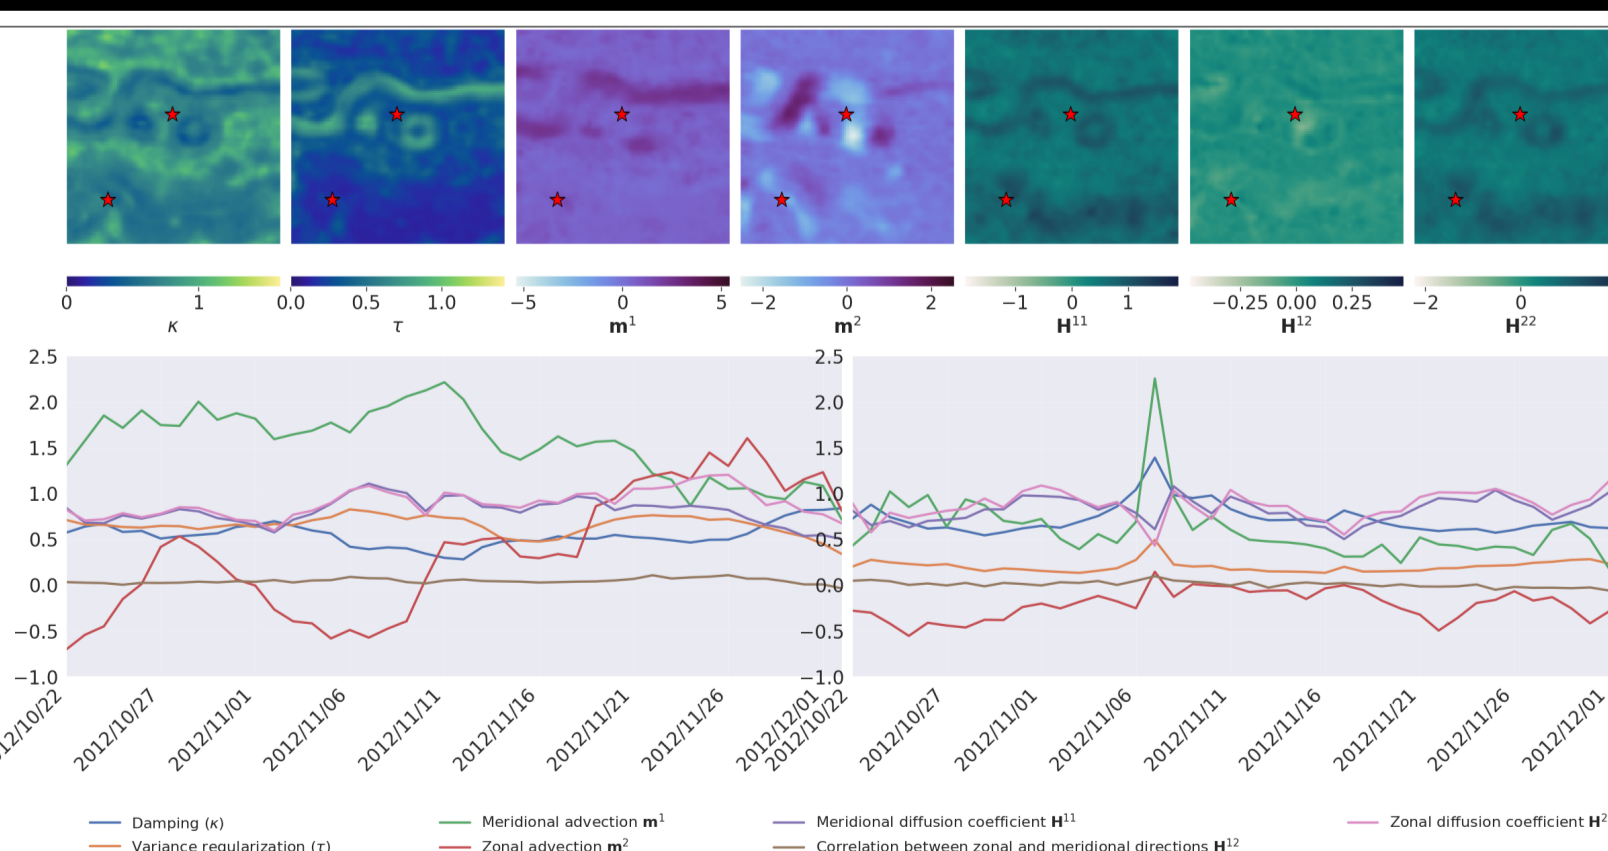 0 1 0.0 0.5 1.0 −5 0 5 −2 0 2 −1 0 1 −0.25 0.00 0.25 −2 0
κ τ m¹ m² H¹¹ H¹² H²²
2.5
2.0
1.5
1.0
0.5
0.0
−0.5
−1.0
2.5
2.0
1.5
1.0
0.5
0.0
−0.5
−1.0
012/10/22 2012/10/27 2012/11/01 2012/11/06 2012/11/11 2012/11/16 2012/11/21 2012/11/26 2012/12/01
2012/10/22 2012/10/27 2012/11/01 2012/11/06 2012/11/11 2012/11/16 2012/11/21 2012/11/26 2012/12/01
Damping (κ) Meridional advection m¹ Meridional diffusion coefficient H¹¹ Zonal diffusion coefficient H²
Variance regularization (τ) Zonal advection m² Correlation between zonal and meridional directions H¹²